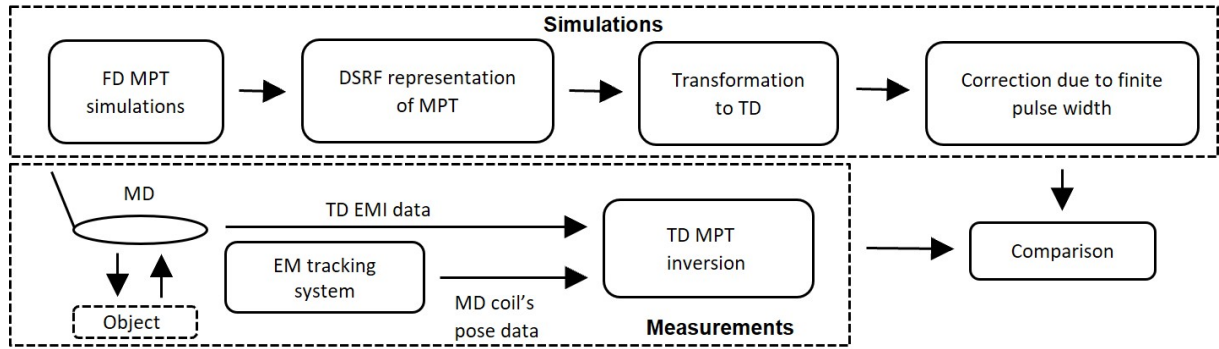 Simulations
FD MPT
simulations
DSRF representation
of MPT
Transformation
to TD
Correction due to finite
pulse width
MD
TD EMI data
EM tracking
system
MD coil's
pose data
TD MPT
inversion
Object
Measurements
Comparison